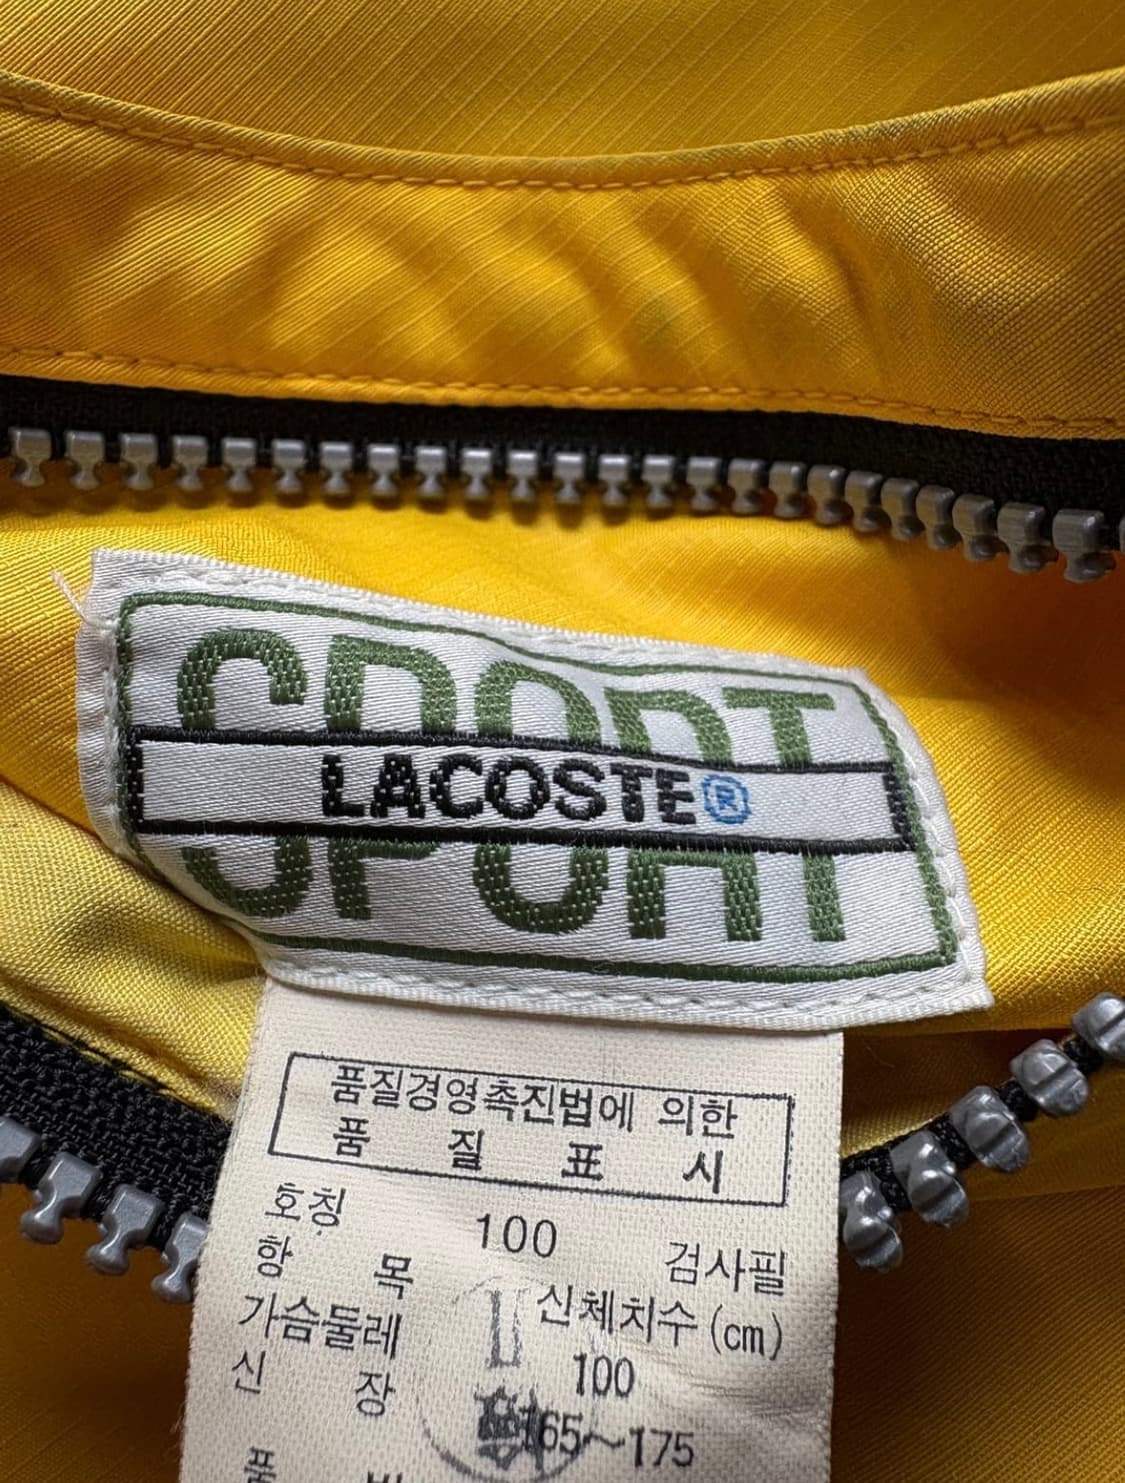 SPORT
LACOSTE®
품질경영촉진법에 의한
품 질 표 시
호칭 100
검사필
항 목 신체치수(cm)
가슴둘레 100
신 장 165~175
품 번